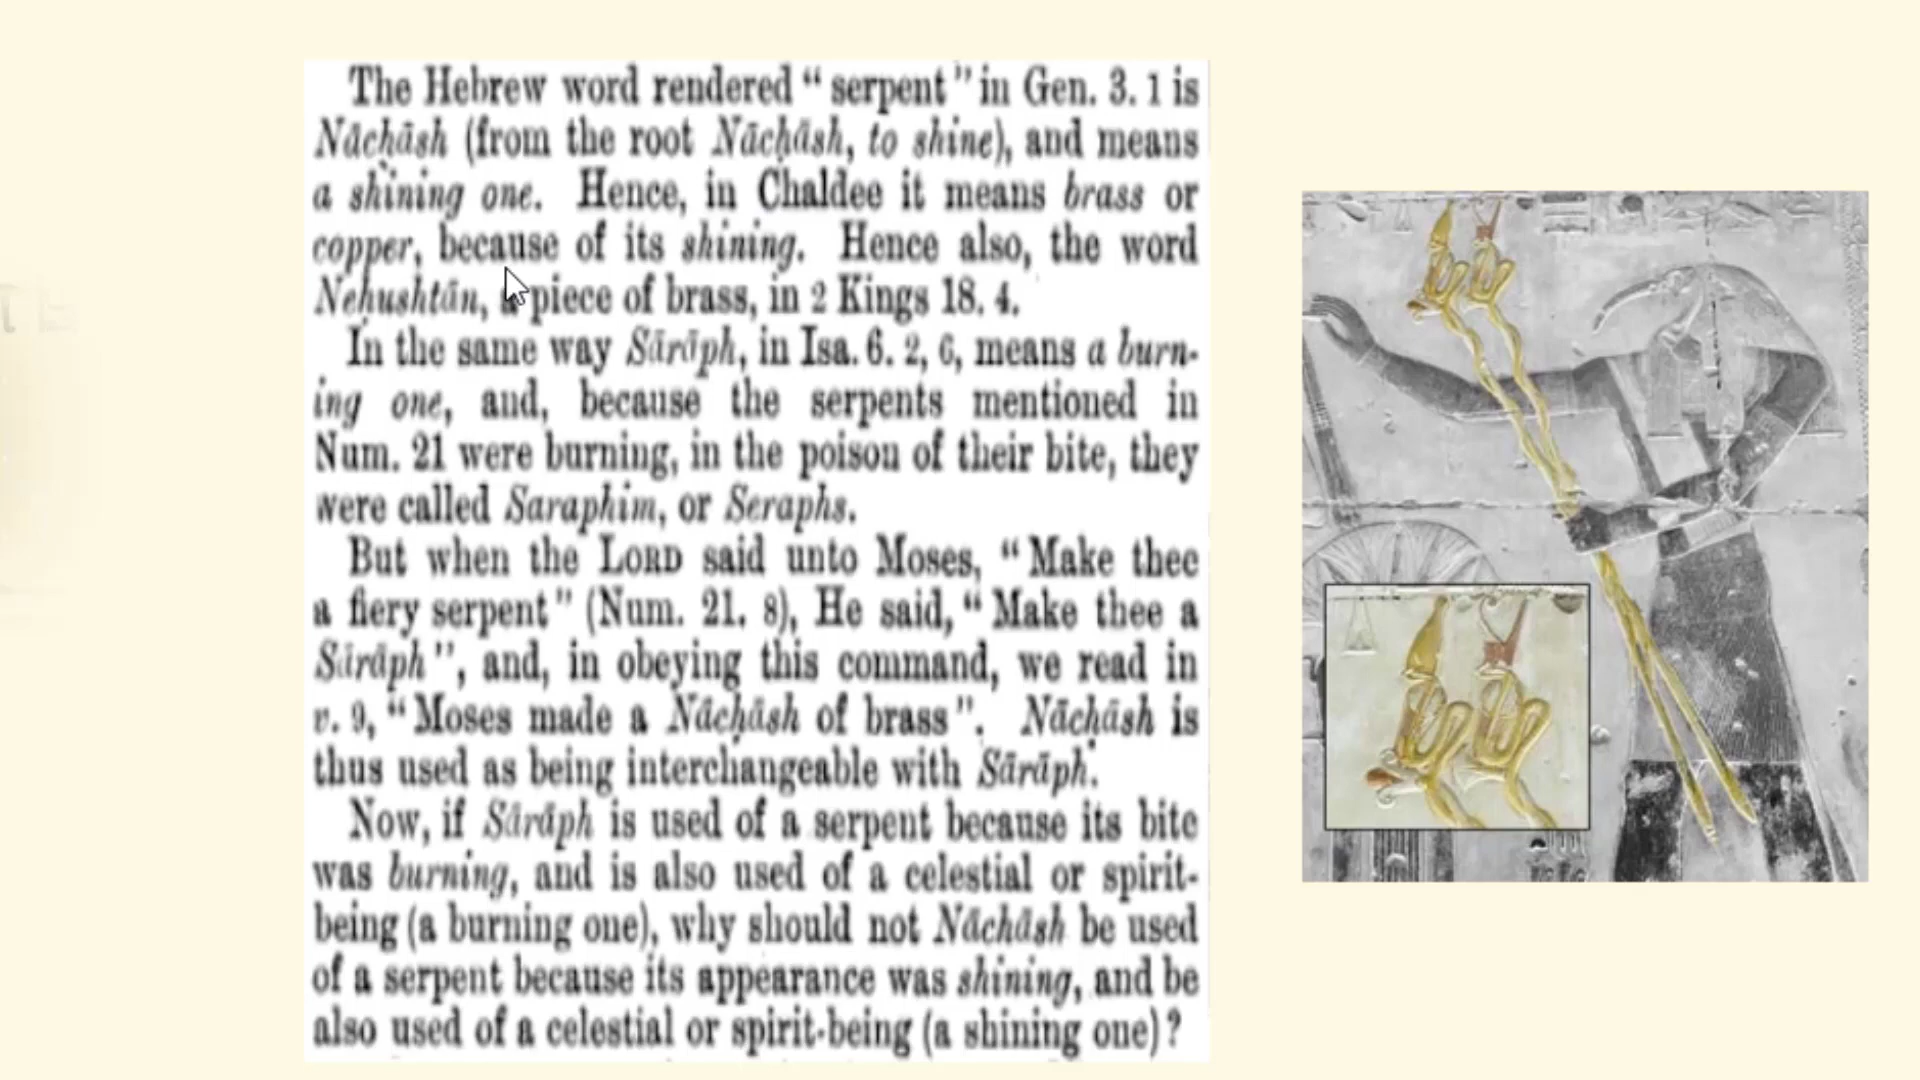 The Hebrew word rendered “serpent” in Gen. 3. 1 is
Nāchāsh (from the root Nāchāsh, to shine), and means
a shining one. Hence, in Chaldee it means brass or
copper, because of its shining. Hence also, the word
Nehushtān, a piece of brass, in 2 Kings 18. 4.
In the same way Sārāph, in Isa. 6. 2, 6, means a burn-
ing one, and, because the serpents mentioned in
Num. 21 were burning, in the poison of their bite, they
were called Saraphim, or Seraphs.
But when the LORD said unto Moses, “Make thee
a fiery serpent” (Num. 21. 8), He said, “Make thee a
Sārāph”, and, in obeying this command, we read in
v. 9, “Moses made a Nāchāsh of brass”. Nāchāsh is
thus used as being interchangeable with Sārāph.
Now, if Sārāph is used of a serpent because its bite
was burning, and is also used of a celestial or spirit-
being (a burning one), why should not Nāchāsh be used
of a serpent because its appearance was shining, and be
also used of a celestial or spirit-being (a shining one)?